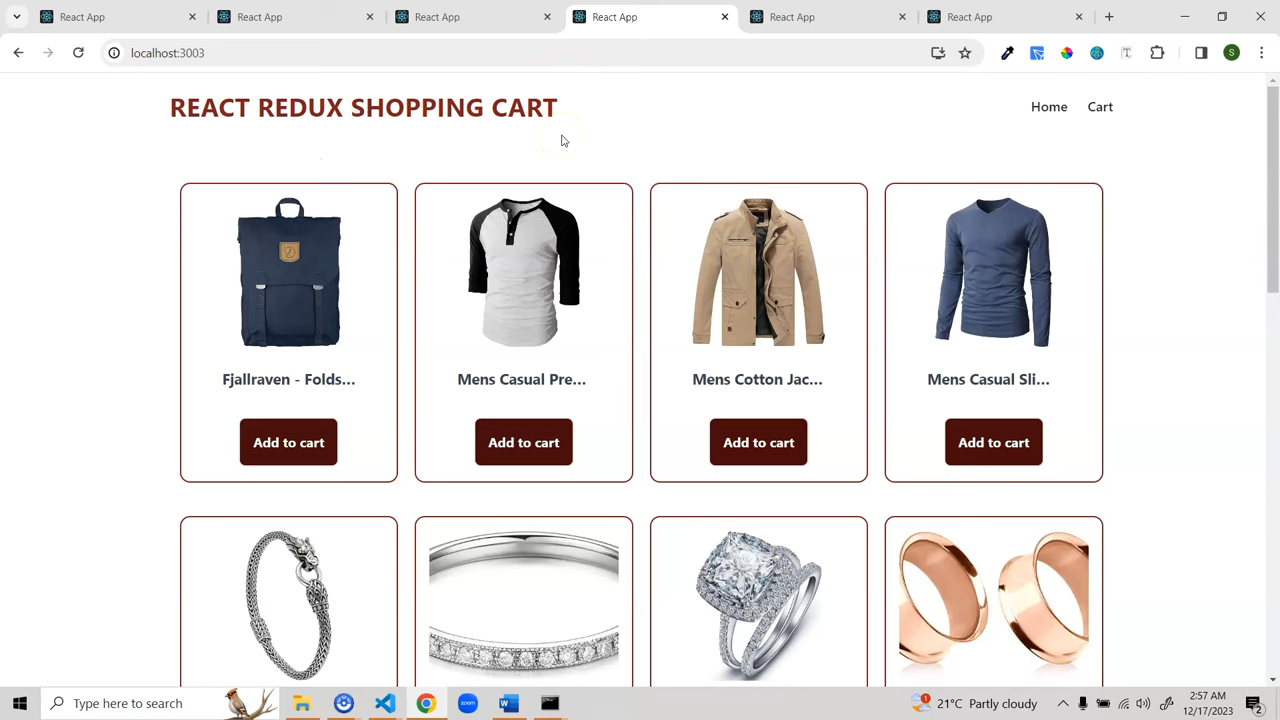 React App
React App
React App
React App
React App
React App
localhost:3003
S
REACT REDUX SHOPPING CART
Home
Cart
Fjallraven - Folds...
Mens Casual Pre...
Mens Cotton Jac...
Mens Casual Sli...
Add to cart
Add to cart
Add to cart
Add to cart
Type here to search
1
21°C Partly cloudy
2:57 AM
12/17/2023
2